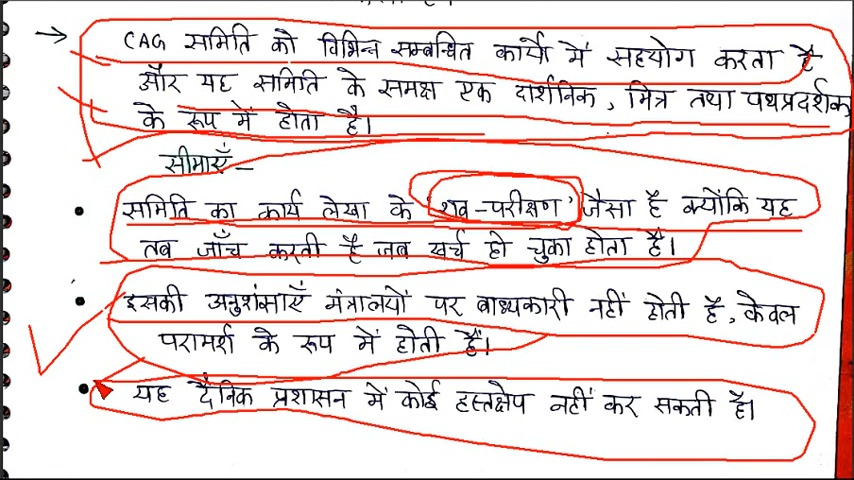 → CAG समिति को विभिन्न सम्बन्धित कार्यो में सहयोग करता है
और यह समिति के समक्ष एक दार्शनिक, मित्र तथा पथप्रदर्शक
के रूप में होता है।
सीमाएँ-
• समिति का कार्य लेखा के 'शव-परीक्षण' जैसा है क्योंकि यह
तब जाँच करती है जब खर्च हो चुका होता है।
• इसकी अनुशंसाएँ मंत्रालयों पर बाध्यकारी नहीं होती है, केवल
परामर्श के रूप में होती हैं।
• यह दैनिक प्रशासन में कोई हस्तक्षेप नहीं कर सकती है।